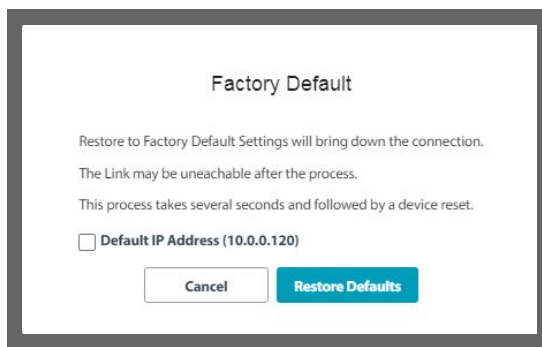 Factory Default
Restore to Factory Default Settings will bring down the connection.
The Link may be uneachable after the process.
This process takes several seconds and followed by a device reset.
Default IP Address (10.0.0.120)
Cancel Restore Defaults